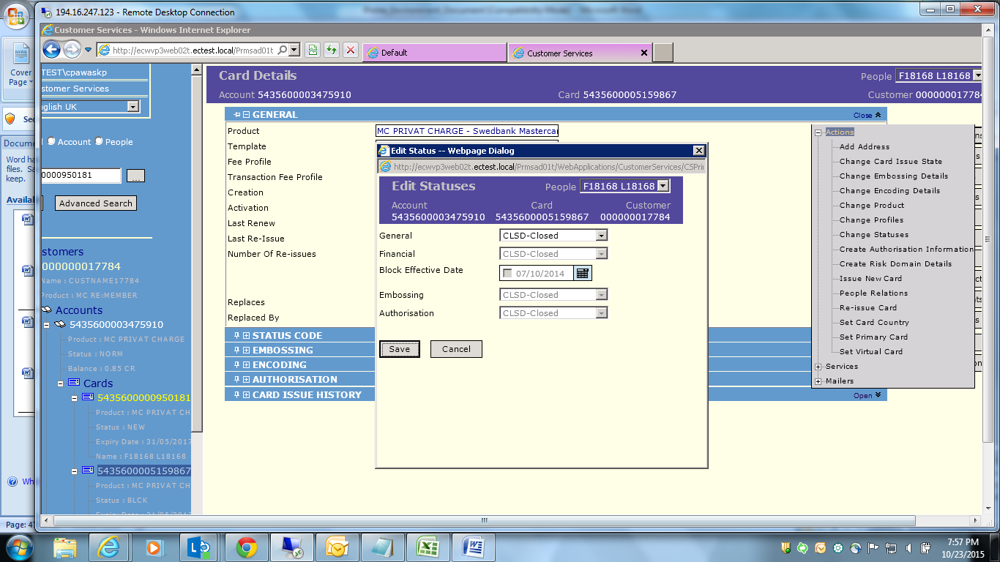 194.16.247.123 - Remote Desktop Connection
Customer Services - Windows Internet Explorer
http://ecwvp3web02t.ectest.local/Prmsad01t
Default
Customer Services
Cover
Page
Sec
Docume
Word ha
files. Sa
keep.
Availal
Wh
Page: 47
TEST\cpawaskp
stomer Services
glish UK
Account
People
0000950181
...
Advanced Search
stomers
000000017784
Name : CUSTNAME17784
Product : MC RE:MEMBER
Accounts
5435600003475910
Product : MC PRIVAT CHARGE
Status : NORM
Balance : 0.85 CR
Cards
5435600000950181
Product : MC PRIVAT CH
Status : NEW
Expiry Date : 31/05/2017
Name : F18168 L18168
5435600005159867
Product : MC PRIVAT CH
Status : BLCK
Card Details
People F18168 L18168
Account 5435600003475910
Card 5435600005159867
Customer 00000001778
GENERAL
Close
Product
MC PRIVAT CHARGE - Swedbank Masterca
Template
Fee Profile
Transaction Fee Profile
Creation
Activation
Last Renew
Last Re-Issue
Number Of Re-issues
Replaces
Replaced By
STATUS CODE
EMBOSSING
ENCODING
AUTHORISATION
CARD ISSUE HISTORY
Open
Edit Status -- Webpage Dialog
http://ecwvp3web02t.ectest.local/Prmsad01t/WebApplications/CustomerServices/CSPri
Edit Statuses
People F18168 L18168
Account Card Customer
5435600003475910 5435600005159867 000000017784
General CLSD-Closed
Financial CLSD-Closed
Block Effective Date 07/10/2014
Embossing CLSD-Closed
Authorisation CLSD-Closed
Save Cancel
Actions
Add Address
Change Card Issue State
Change Embossing Details
Change Encoding Details
Change Product
Change Profiles
Change Statuses
Create Authorisation Information
Create Risk Domain Details
Issue New Card
People Relations
Re-issue Card
Set Card Country
Set Primary Card
Set Virtual Card
Services
Mailers
7:57 PM
10/23/2015